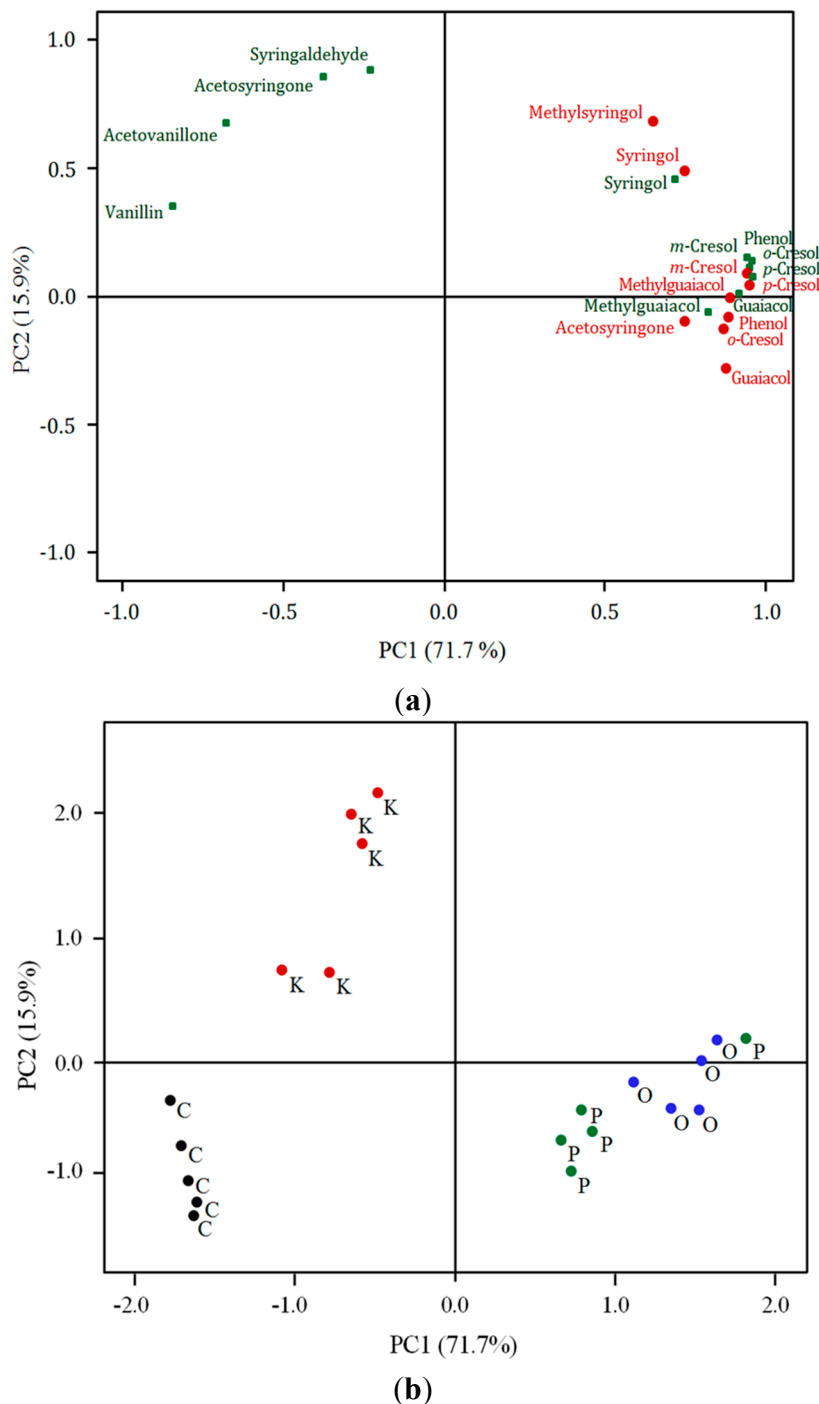 1.0
Syringaldehyde
Acetosyringone
Methylsyringol
Acetovanillone
Syringol
0.5
Syringol
Vanillin
Phenol
m-Cresol
o-Cresol
m-Cresol
p-Cresol
Methylguaiacol
p-Cresol
0.0
Methylguaiacol
Guaiacol
Acetosyringone
Phenol
o-Cresol
Guaiacol
-0.5
-1.0
PC2 (15.9%)
-1.0 -0.5 0.0 0.5 1.0
PC1 (71.7 %)
(a)
2.0
K
K
K
1.0
K K
0.0
O P
O
O
O O
C
P
P
P
-1.0
C
P
C
C
C
PC2 (15.9%)
-2.0 -1.0 0.0 1.0 2.0
PC1 (71.7%)
(b)